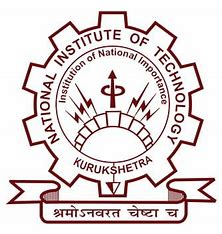 NATIONAL INSTITUTE OF TECHNOLOGY
Institution of National Importance
KURUKSHETRA
श्रमोऽनवरत चेष्टा च